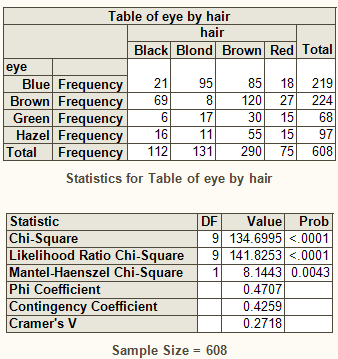 Table of eye by hair
hair
Black Blond Brown Red Total
eye
Blue Frequency 21 95 85 18 219
Brown Frequency 69 8 120 27 224
Green Frequency 6 17 30 15 68
Hazel Frequency 16 11 55 15 97
Total Frequency 112 131 290 75 608
Statistics for Table of eye by hair
Statistic DF Value Prob
Chi-Square 9 134.6995 <.0001
Likelihood Ratio Chi-Square 9 141.8253 <.0001
Mantel-Haenszel Chi-Square 1 8.1443 0.0043
Phi Coefficient 0.4707
Contingency Coefficient 0.4259
Cramer's V 0.2718
Sample Size = 608